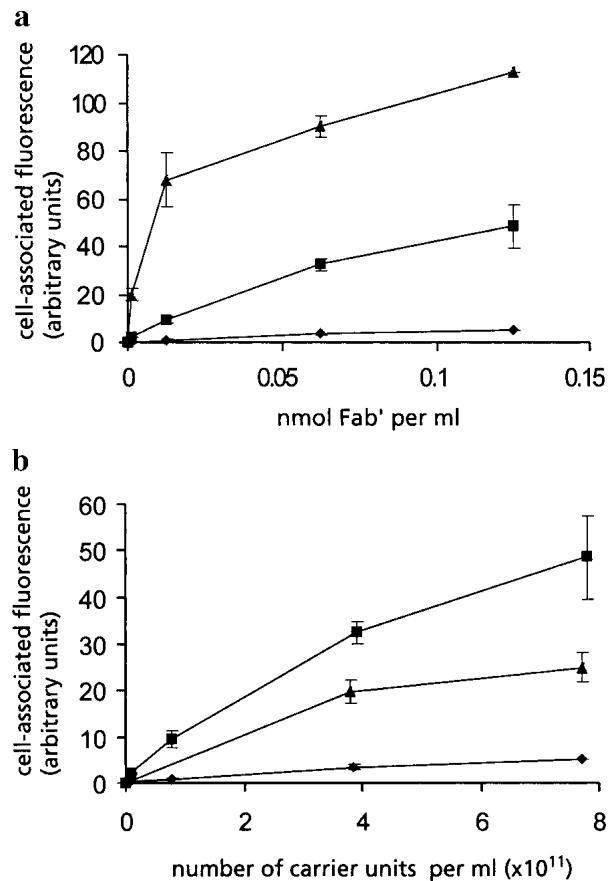 a
cell-associated fluorescence
(arbitrary units)
120
100
80
60
40
20
0
0 0.05 0.1 0.15
nmol Fab' per ml
b
cell-associated fluorescence
(arbitrary units)
60
50
40
30
20
10
0
0 2 4 6 8
number of carrier units per ml (x10¹¹)